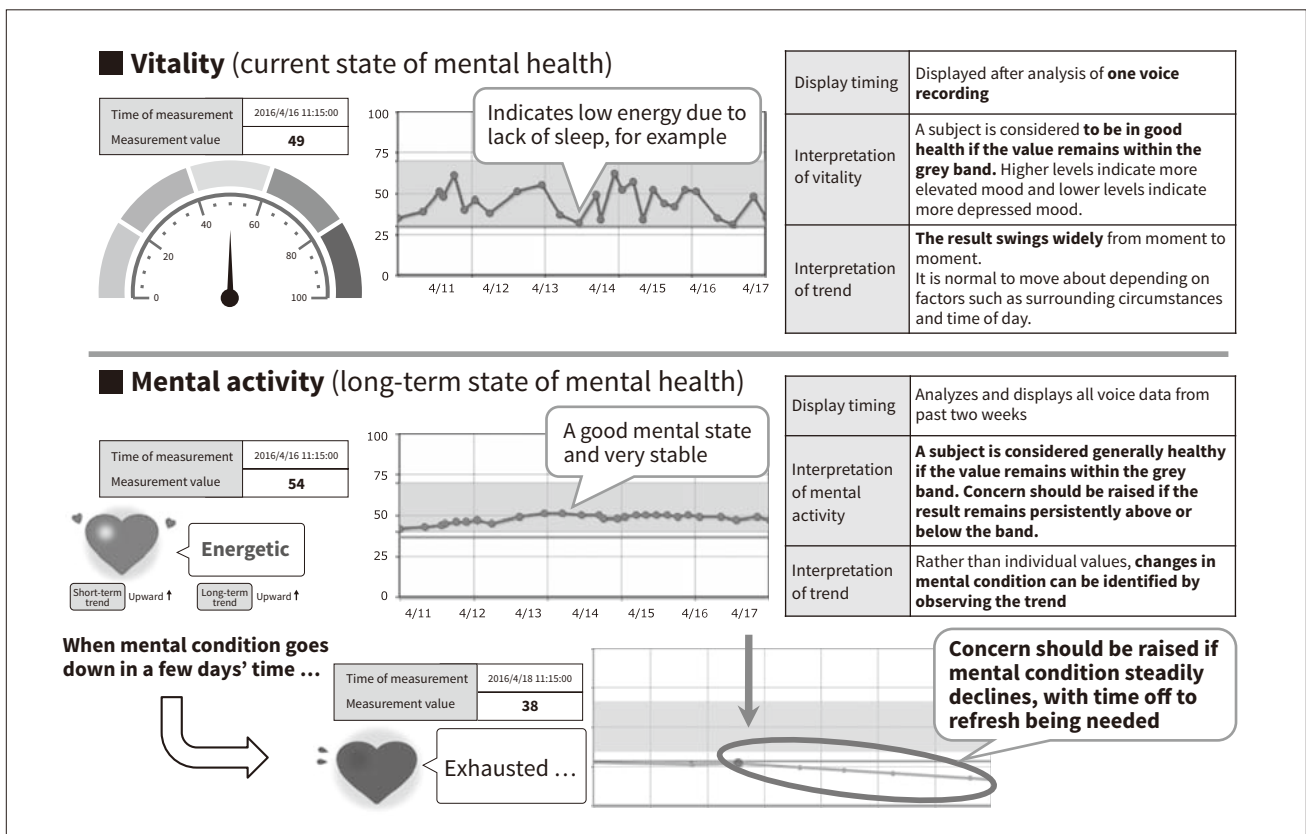 ■ Vitality (current state of mental health)
Time of measurement 2016/4/16 11:15:00
Measurement value 49
0
20
40
60
80
100
100
75
50
25
0
4/11 4/12 4/13 4/14 4/15 4/16 4/17
Indicates low energy due to
lack of sleep, for example
Display timing
Displayed after analysis of one voice
recording
Interpretation
of vitality
A subject is considered to be in good
health if the value remains within the
grey band. Higher levels indicate more
elevated mood and lower levels indicate
more depressed mood.
Interpretation
of trend
The result swings widely from moment to
moment.
It is normal to move about depending on
factors such as surrounding circumstances
and time of day.
■ Mental activity (long-term state of mental health)
Time of measurement 2016/4/16 11:15:00
Measurement value 54
Energetic
Short-term
trend
Upward ↑
Long-term
trend
Upward ↑
100
75
50
25
0
4/11 4/12 4/13 4/14 4/15 4/16 4/17
A good mental state
and very stable
Display timing
Analyzes and displays all voice data from
past two weeks
Interpretation
of mental
activity
A subject is considered generally healthy
if the value remains within the grey
band. Concern should be raised if the
result remains persistently above or
below the band.
Interpretation
of trend
Rather than individual values, changes in
mental condition can be identified by
observing the trend
When mental condition goes
down in a few days’ time …
Time of measurement 2016/4/18 11:15:00
Measurement value 38
Exhausted …
Concern should be raised if
mental condition steadily
declines, with time off to
refresh being needed